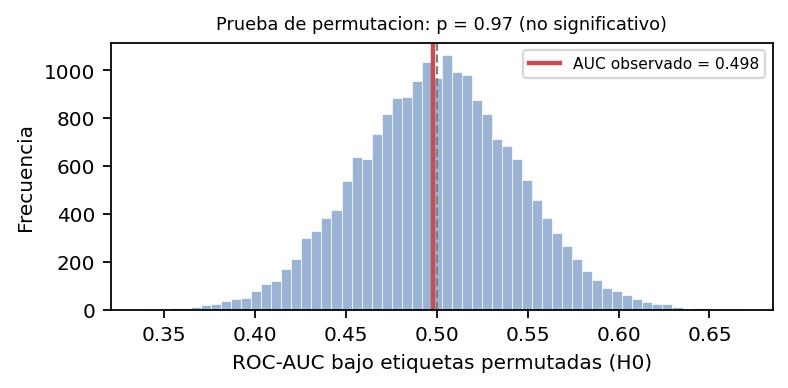 Prueba de permutacion: p = 0.97 (no significativo)
AUC observado = 0.498
Frecuencia
1000
800
600
400
200
0
0.35 0.40 0.45 0.50 0.55 0.60 0.65
ROC-AUC bajo etiquetas permutadas (H0)